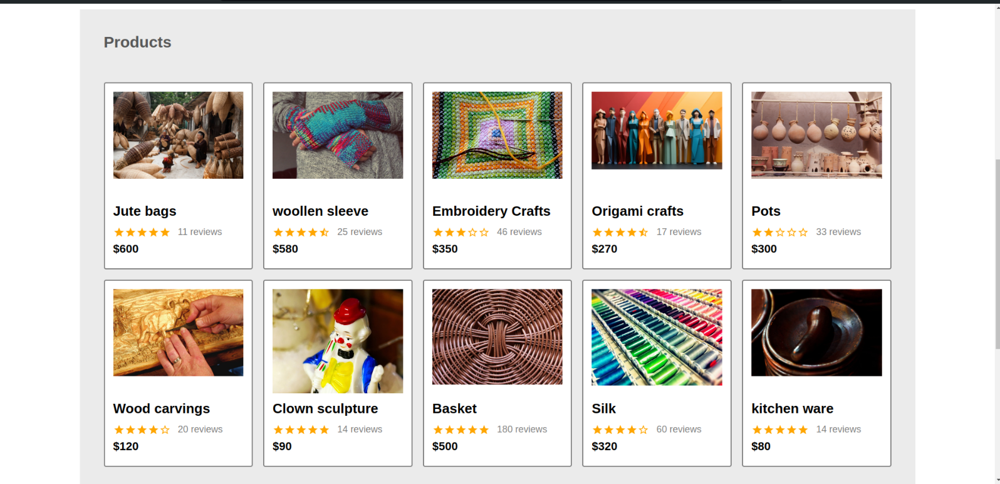 Products
Jute bags
11 reviews
$600
woollen sleeve
25 reviews
$580
Embroidery Crafts
46 reviews
$350
Origami crafts
17 reviews
$270
Pots
33 reviews
$300
Wood carvings
20 reviews
$120
Clown sculpture
14 reviews
$90
Basket
180 reviews
$500
Silk
60 reviews
$320
kitchen ware
14 reviews
$80